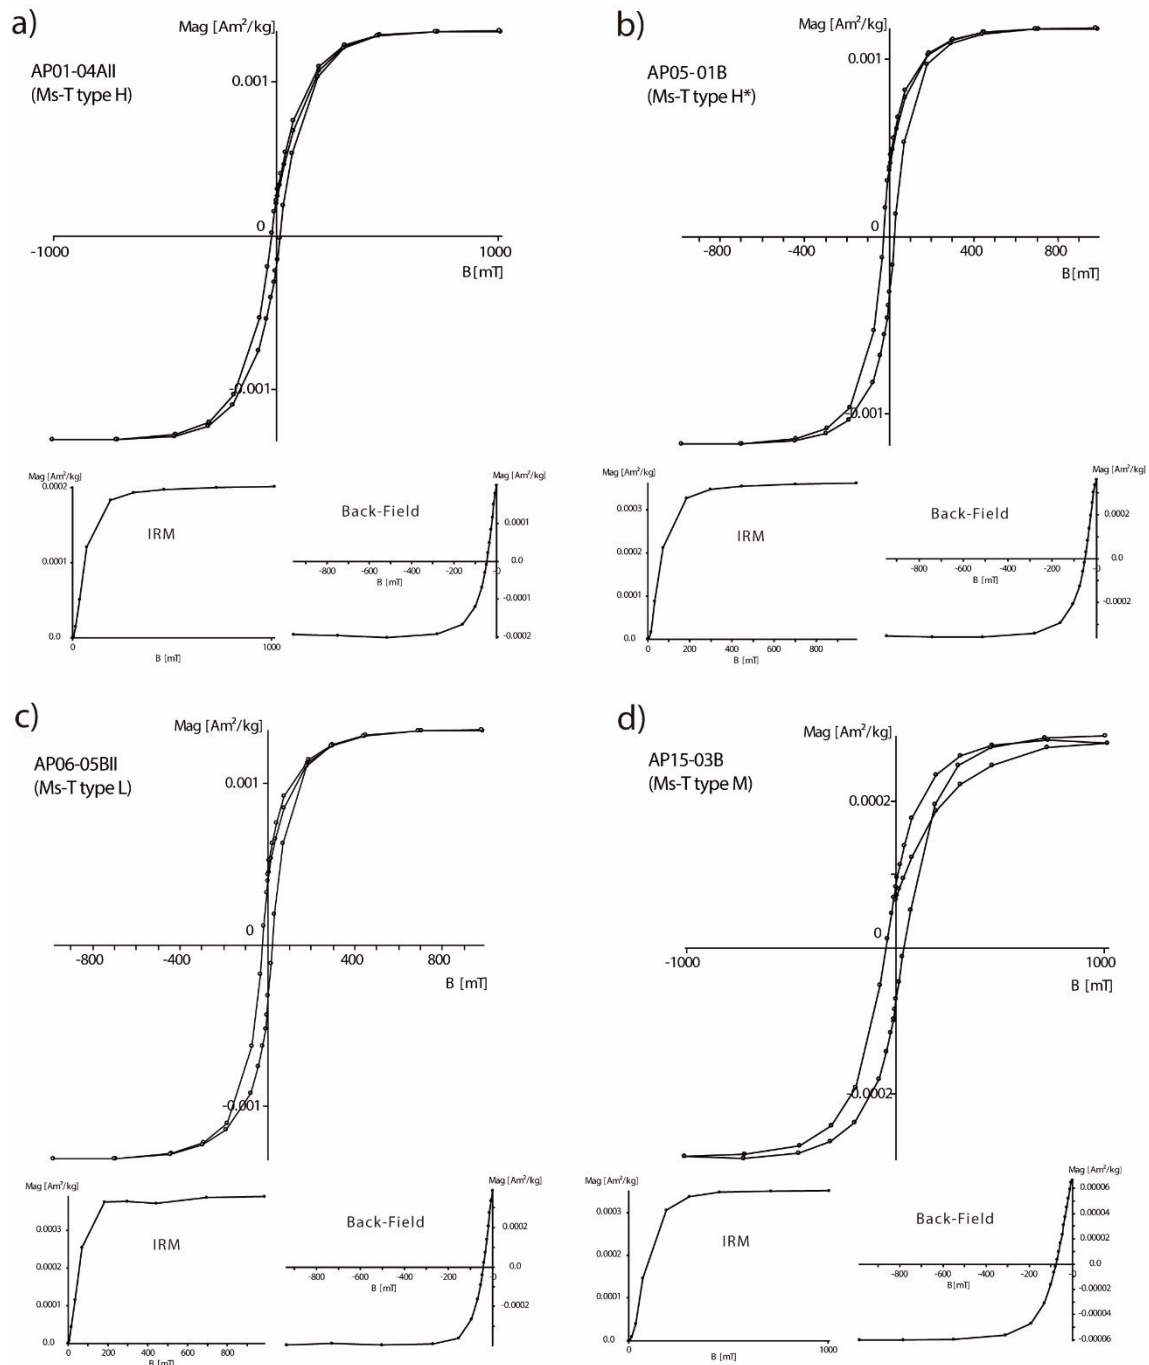 a)
Mag [Am²/kg]
AP01-04AII
(Ms-T type H)
0.001
0
-1000
1000
B [mT]
-0.001
Mag [Am²/kg]
0.0002
0.0001
0.0
IRM
0
1000
B [mT]
Mag [Am²/kg]
Back-Field
0.0001
0.0
-0.0001
-0.0002
-800
-600
-400
-200
-0
B [mT]
b)
Mag [Am²/kg]
AP05-01B
(Ms-T type H*)
0.001
0
-800
-400
400
800
B [mT]
-0.001
Mag [Am²/kg]
0.0003
0.0002
0.0001
0.0
IRM
0
200
400
600
800
B [mT]
Mag [Am²/kg]
Back-Field
0.0002
0.0
-0.0002
-800
-600
-400
-200
-0
B [mT]
c)
Mag [Am²/kg]
AP06-05BII
(Ms-T type L)
0.001
0
-800
-400
400
800
B [mT]
-0.001
Mag [Am²/kg]
0.0003
0.0002
0.0001
0.0
IRM
0
200
400
600
800
B [mT]
Mag [Am²/kg]
Back-Field
0.0002
0.0
-0.0002
-800
-600
-400
-200
-0
B [mT]
d)
Mag [Am²/kg]
AP15-03B
(Ms-T type M)
0.0002
0
-1000
1000
B [mT]
-0.0002
Mag [Am²/kg]
0.0003
0.0002
0.0001
0.0
IRM
0
1000
B [mT]
Mag [Am²/kg]
Back-Field
0.00006
0.00004
0.00002
0.0
-0.00002
-0.00004
-0.00006
-800
-600
-400
-200
-0
B [mT]